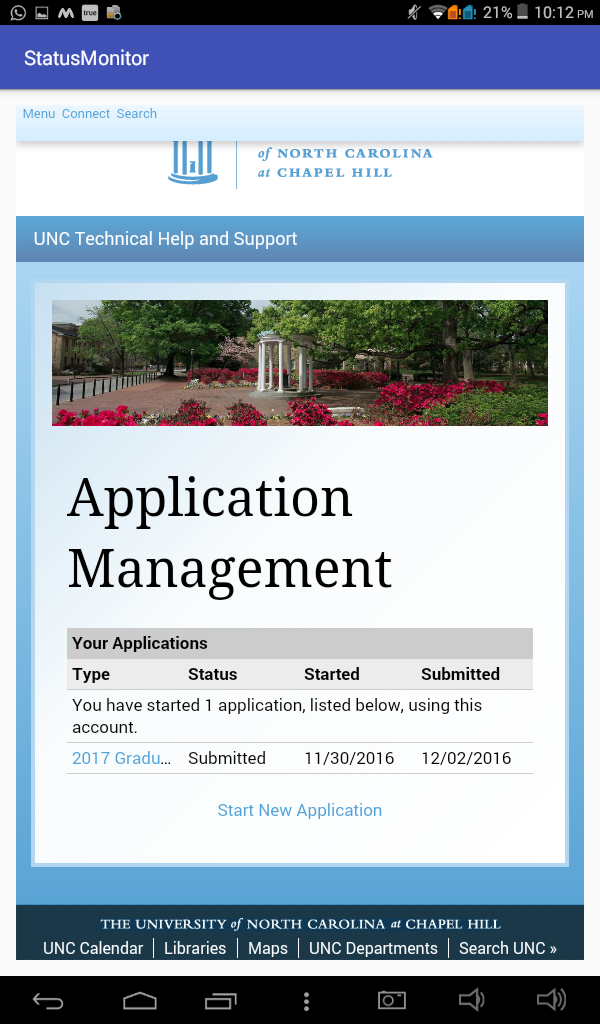 true 21% 10:12 PM
StatusMonitor
Menu Connect Search
of NORTH CAROLINA
at CHAPEL HILL
UNC Technical Help and Support
Application
Management
Your Applications
Type Status Started Submitted
You have started 1 application, listed below, using this
account.
2017 Gradu... Submitted 11/30/2016 12/02/2016
Start New Application
THE UNIVERSITY of NORTH CAROLINA at CHAPEL HILL
UNC Calendar Libraries Maps UNC Departments Search UNC »